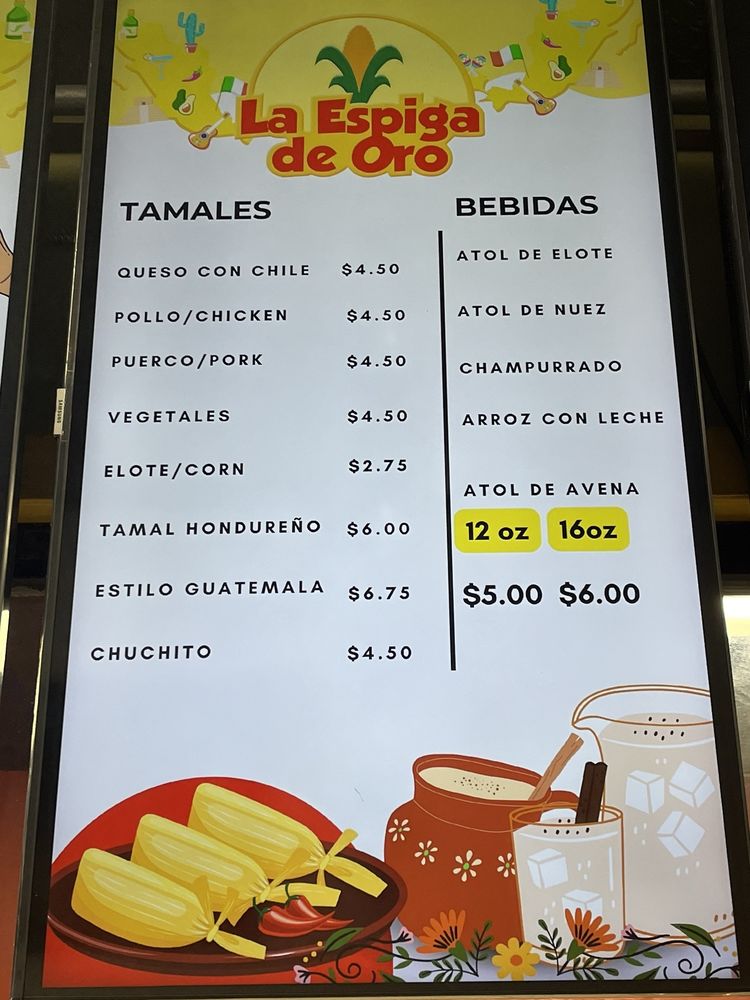 La Espiga
de Oro
TAMALES
QUESO CON CHILE $4.50
POLLO/CHICKEN $4.50
PUERCO/PORK $4.50
VEGETALES $4.50
ELOTE/CORN $2.75
TAMAL HONDUREÑO $6.00
ESTILO GUATEMALA $6.75
CHUCHITO $4.50
BEBIDAS
ATOL DE ELOTE
ATOL DE NUEZ
CHAMPURRADO
ARROZ CON LECHE
ATOL DE AVENA
12 oz 16oz
$5.00 $6.00
SAMSUNG